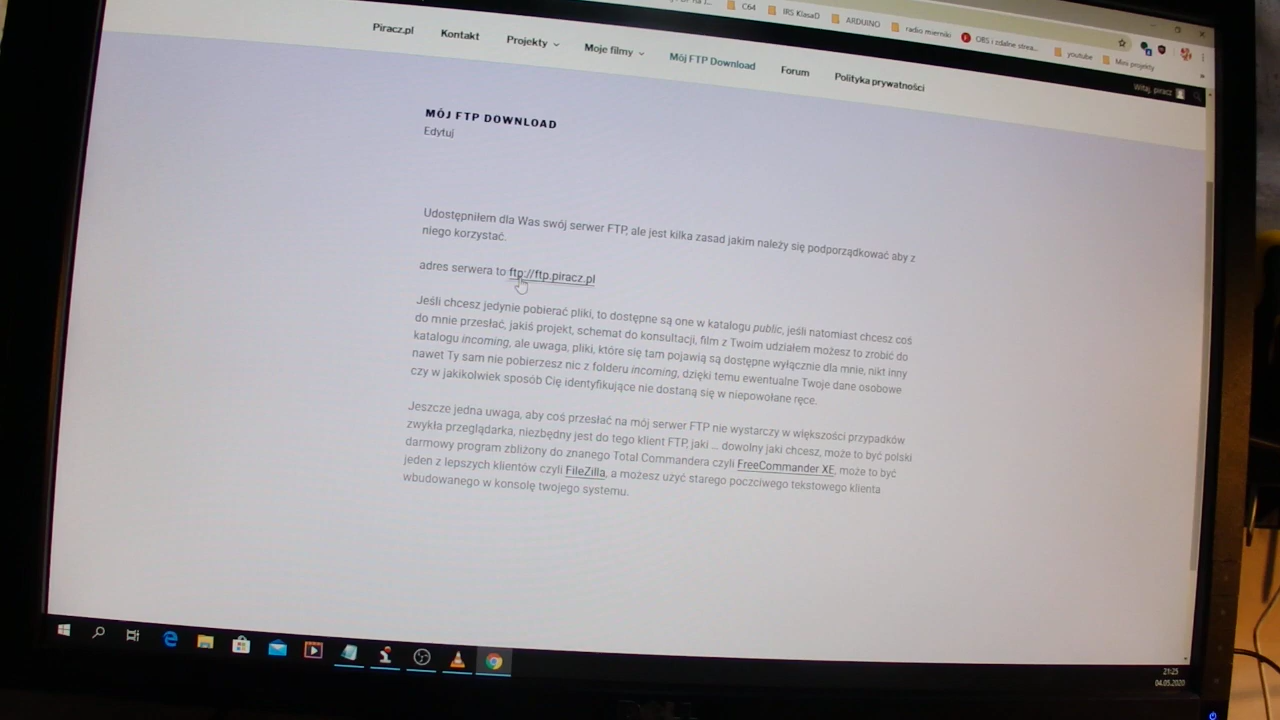 C64
IRS KlasaD
ARDUINO
radio mierniki
OBS i zdalne strea...
youtube
Mini projekty
Piracz.pl
Kontakt
Projekty
Moje filmy
Mój FTP Download
Forum
Polityka prywatności
Witaj, piracz
MÓJ FTP DOWNLOAD
Edytuj
Udostępniłem dla Was swój serwer FTP, ale jest kilka zasad jakim należy się podporządkować aby z
niego korzystać.
adres serwera to ftp://ftp.piracz.pl
Jeśli chcesz jedynie pobierać pliki, to dostępne są one w katalogu public, jeśli natomiast chcesz coś
do mnie przesłać, jakiś projekt, schemat do konsultacji, film z Twoim udziałem możesz to zrobić do
katalogu incoming, ale uwaga, pliki, które się tam pojawią są dostępne wyłącznie dla mnie, nikt inny
nawet Ty sam nie pobierzesz nic z folderu incoming, dzięki temu ewentualne Twoje dane osobowe
czy w jakikolwiek sposób Cię identyfikujące nie dostaną się w niepowołane ręce.
Jeszcze jedna uwaga, aby coś przesłać na mój serwer FTP nie wystarczy w większości przypadków
zwykła przeglądarka, niezbędny jest do tego klient FTP, jaki ... dowolny jaki chcesz, może to być polski
darmowy program zbliżony do znanego Total Commandera czyli FreeCommander XE, może to być
jeden z lepszych klientów czyli FileZilla, a możesz użyć starego poczciwego tekstowego klienta
wbudowanego w konsolę twojego systemu.
21:25
04.05.2020